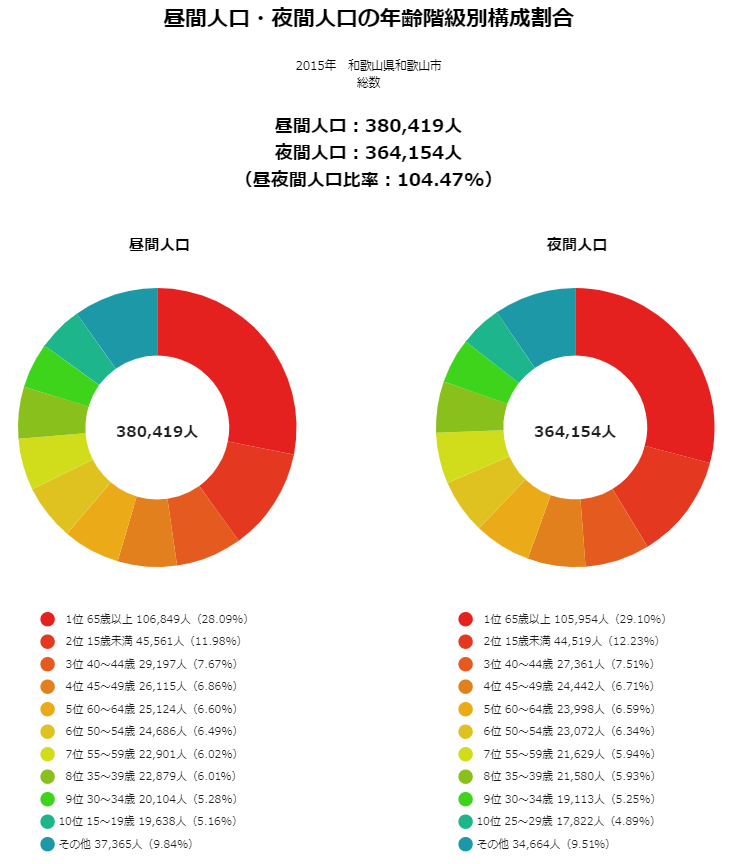 昼間人口・夜間人口の年齢階級別構成割合
2015年　和歌山県和歌山市
総数
昼間人口：380,419人
夜間人口：364,154人
（昼夜間人口比率：104.47%）
昼間人口
380,419人
1位 65歳以上 106,849人（28.09%）
2位 15歳未満 45,561人（11.98%）
3位 40～44歳 29,197人（7.67%）
4位 45～49歳 26,115人（6.86%）
5位 60～64歳 25,124人（6.60%）
6位 50～54歳 24,686人（6.49%）
7位 55～59歳 22,901人（6.02%）
8位 35～39歳 22,879人（6.01%）
9位 30～34歳 20,104人（5.28%）
10位 15～19歳 19,638人（5.16%）
その他 37,365人（9.84%）
夜間人口
364,154人
1位 65歳以上 105,954人（29.10%）
2位 15歳未満 44,519人（12.23%）
3位 40～44歳 27,361人（7.51%）
4位 45～49歳 24,442人（6.71%）
5位 60～64歳 23,998人（6.59%）
6位 50～54歳 23,072人（6.34%）
7位 55～59歳 21,629人（5.94%）
8位 35～39歳 21,580人（5.93%）
9位 30～34歳 19,113人（5.25%）
10位 25～29歳 17,822人（4.89%）
その他 34,664人（9.51%）